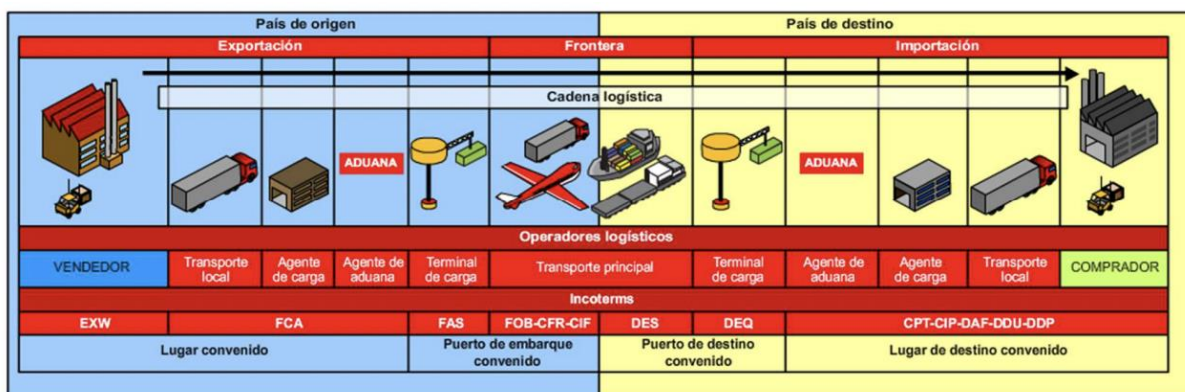 País de origen
País de destino
Exportación
Frontera
Importación
Cadena logística
ADUANA
ADUANA
Operadores logísticos
VENDEDOR
Transporte
local
Agente
de carga
Agente de
aduana
Terminal
de carga
Transporte principal
Terminal
de carga
Agente de
aduana
Agente
de carga
Transporte
local
COMPRADOR
Incoterms
EXW
FCA
FAS
FOB-CFR-CIF
DES
DEQ
CPT-CIP-DAF-DDU-DDP
Lugar convenido
Puerto de embarque
convenido
Puerto de destino
convenido
Lugar de destino convenido